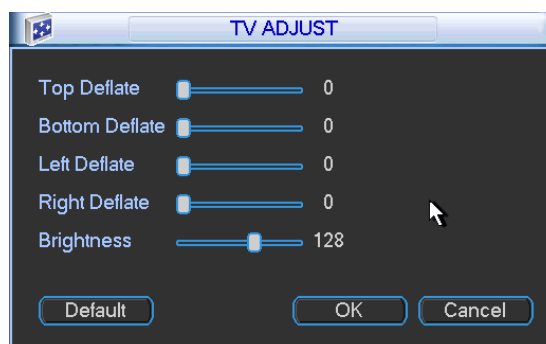 TV ADJUST
Top Deflate 0
Bottom Deflate 0
Left Deflate 0
Right Deflate 0
Brightness 128
Default OK Cancel